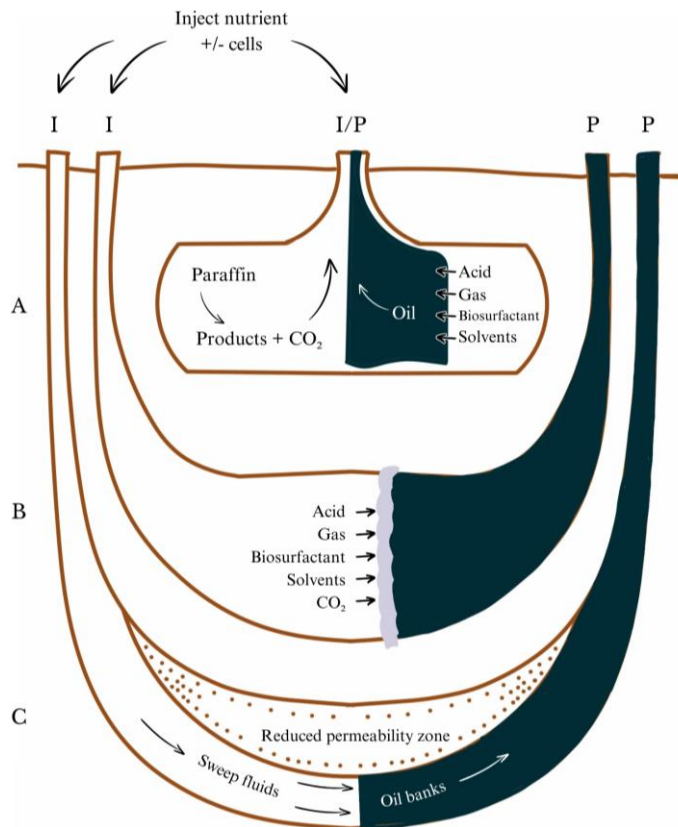 Inject nutrient
+/- cells
I
I
I/P
P
P
A
Paraffin
Products + CO₂
Oil
Acid
Gas
Biosurfactant
Solvents
B
Acid
Gas
Biosurfactant
Solvents
CO₂
C
Reduced permeability zone
Sweep fluids
Oil banks